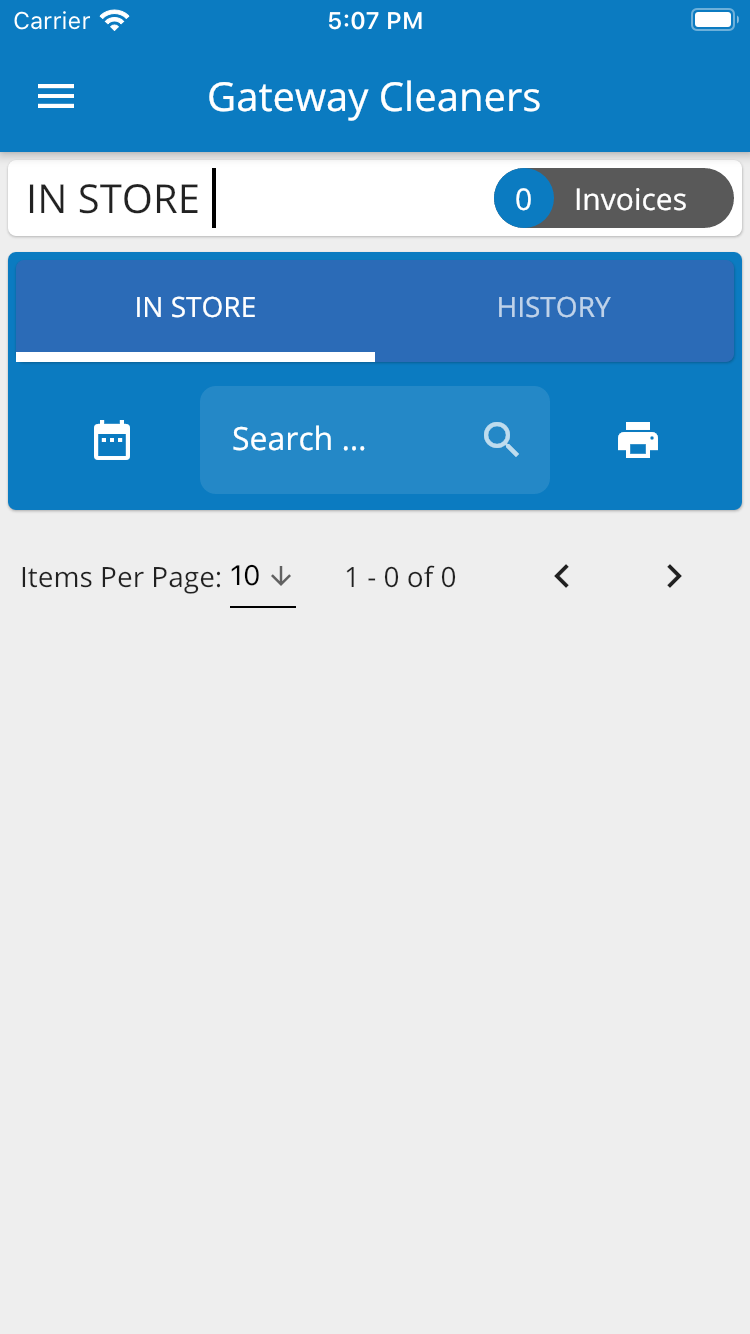 Carrier 5:07 PM
Gateway Cleaners
IN STORE 0 Invoices
IN STORE HISTORY
Search ...
Items Per Page: 10 1 - 0 of 0